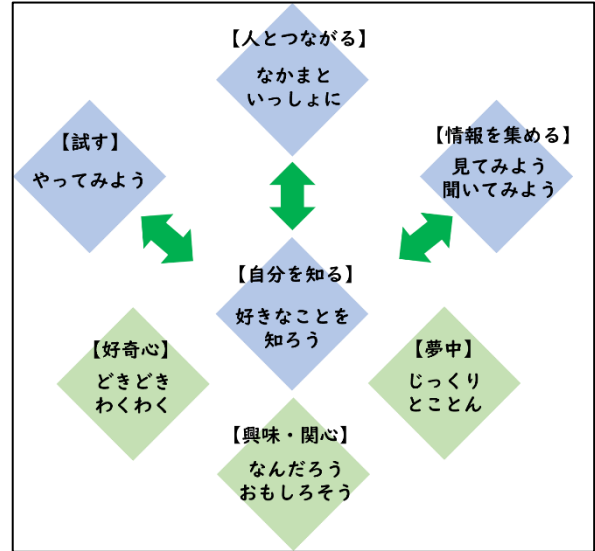 【人とつながる】
なかまと
いっしょに
【試す】
やってみよう
【情報を集める】
見てみよう
聞いてみよう
【自分を知る】
好きなことを
知ろう
【好奇心】
どきどき
わくわく
【夢中】
じっくり
とことん
【興味・関心】
なんだろう
おもしろそう